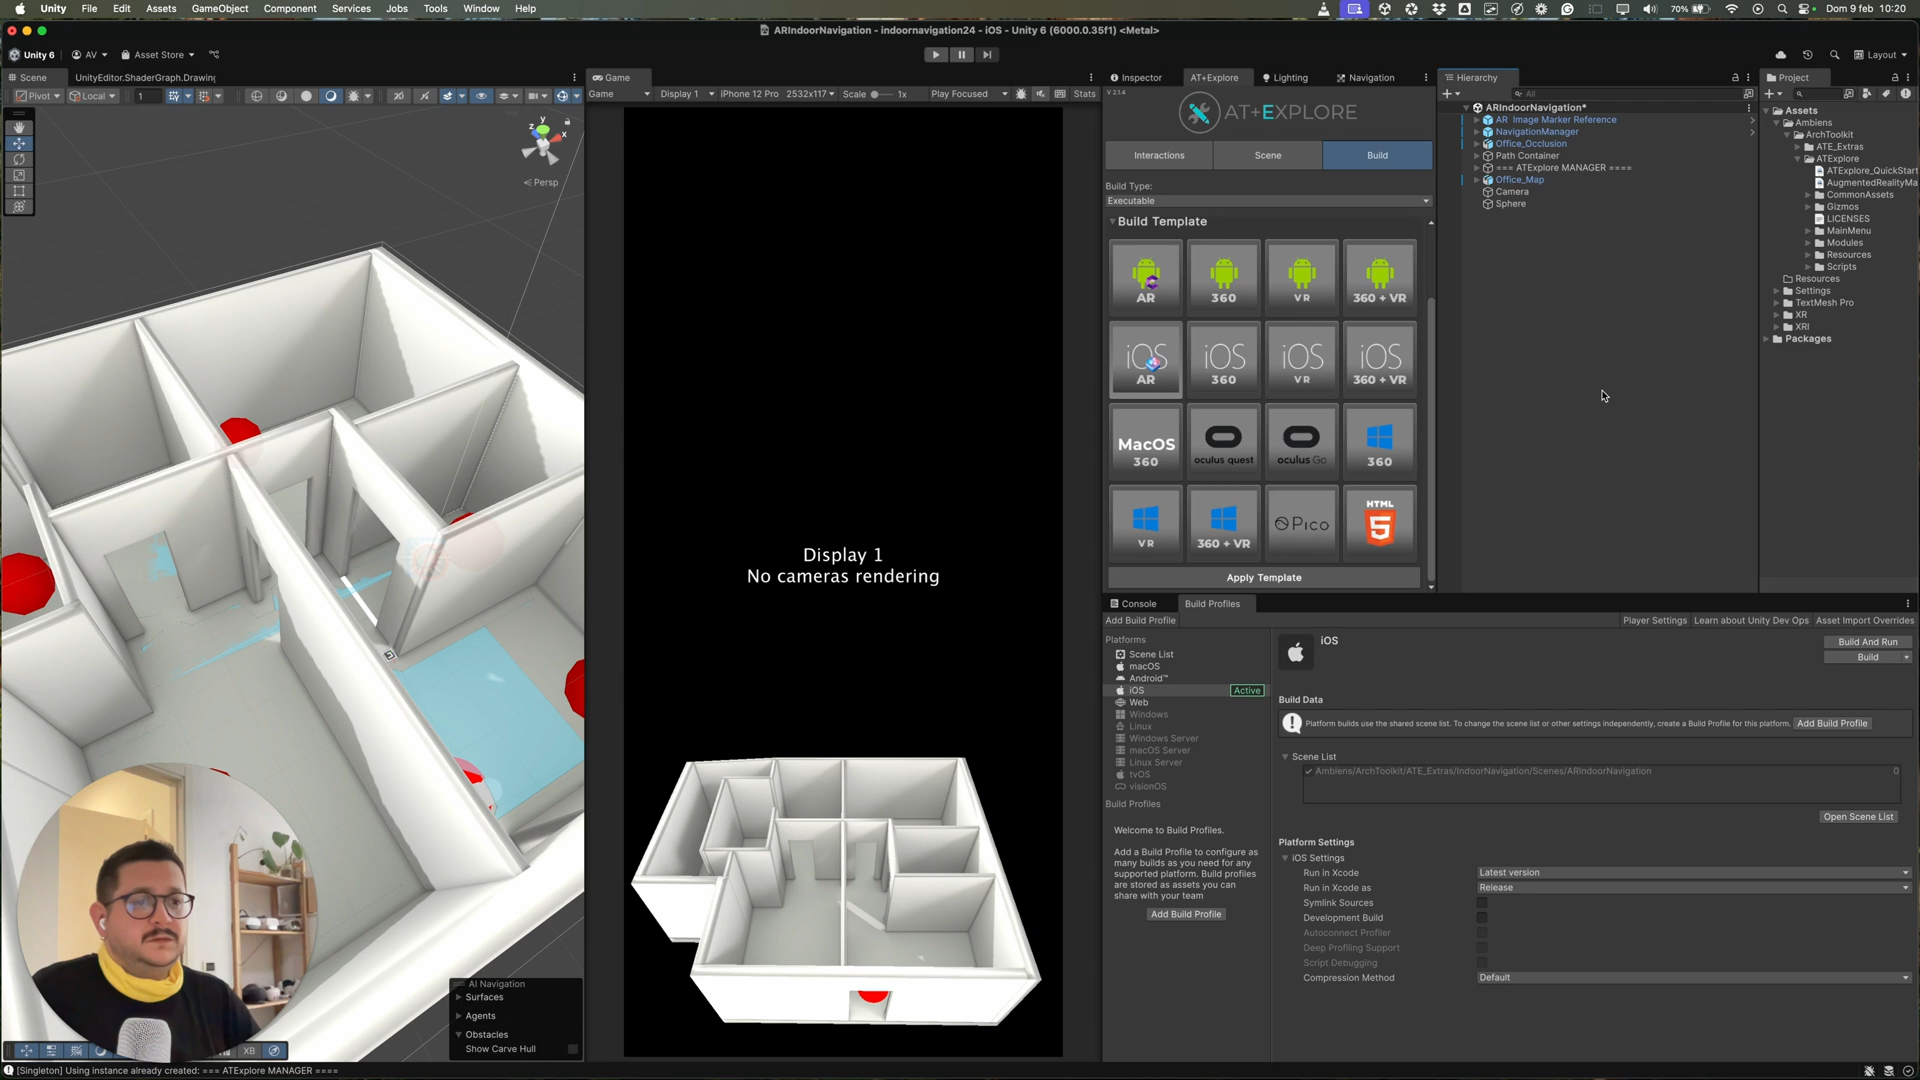 Unity File Edit Assets GameObject Component Services Jobs Tools Window Help
70% Dom 9 feb 10:20
ARIndoorNavigation - indoornavigation24 - iOS - Unity 6 (6000.0.35f1) <Metal>
Unity 6 AV Asset Store Layout
Scene UnityEditor.ShaderGraph.Drawing
Pivot Local 1
Persp
x
y
z
Game
Game Display 1 iPhone 12 Pro 2532x117 Scale 1x Play Focused Stats
Display 1
No cameras rendering
AI Navigation
Surfaces
Agents
Obstacles
Show Carve Hull
XB
[Singleton] Using instance already created: === ATExplore MANAGER ====
Inspector AT+Explore Lighting Navigation
V 2.1.4
AT+EXPLORE
Interactions Scene Build
Build Type:
Executable
Build Template
AR 360 VR 360 + VR
iOS iOS iOS iOS
AR 360 VR 360 + VR
MacOS
360 oculus quest oculus Go 360
HTML
5
Pico
VR 360 + VR
Apply Template
Hierarchy
All
ARIndoorNavigation*
AR Image Marker Reference
NavigationManager
Office_Occlusion
Path Container
=== ATExplore MANAGER ====
Office_Map
Camera
Sphere
Project
Assets
Ambiens
ArchToolkit
ATE_Extras
ATExplore
ATExplore_QuickStart
AugmentedRealityMa
CommonAssets
Gizmos
LICENSES
MainMenu
Modules
Resources
Scripts
Resources
Settings
TextMesh Pro
XR
XRI
Packages
Console Build Profiles
Add Build Profile Player Settings Learn about Unity Dev Ops Asset Import Overrides
Platforms
Scene List
macOS
Android™
iOS Active
Web
Windows
Linux
Windows Server
macOS Server
Linux Server
tvOS
visionOS
Build Profiles
Welcome to Build Profiles.
Add a Build Profile to configure as
many builds as you need for any
supported platform. Build profiles
are stored as assets you can
share with your team
Add Build Profile
iOS
Build And Run
Build
Build Data
Platform builds use the shared scene list. To change the scene list or other settings independently, create a Build Profile for this platform. Add Build Profile
Scene List
Ambiens/ArchToolkit/ATE_Extras/IndoorNavigation/Scenes/ARIndoorNavigation 0
Open Scene List
Platform Settings
iOS Settings
Run in Xcode Latest version
Run in Xcode as Release
Symlink Sources
Development Build
Autoconnect Profiler
Deep Profiling Support
Script Debugging
Compression Method Default